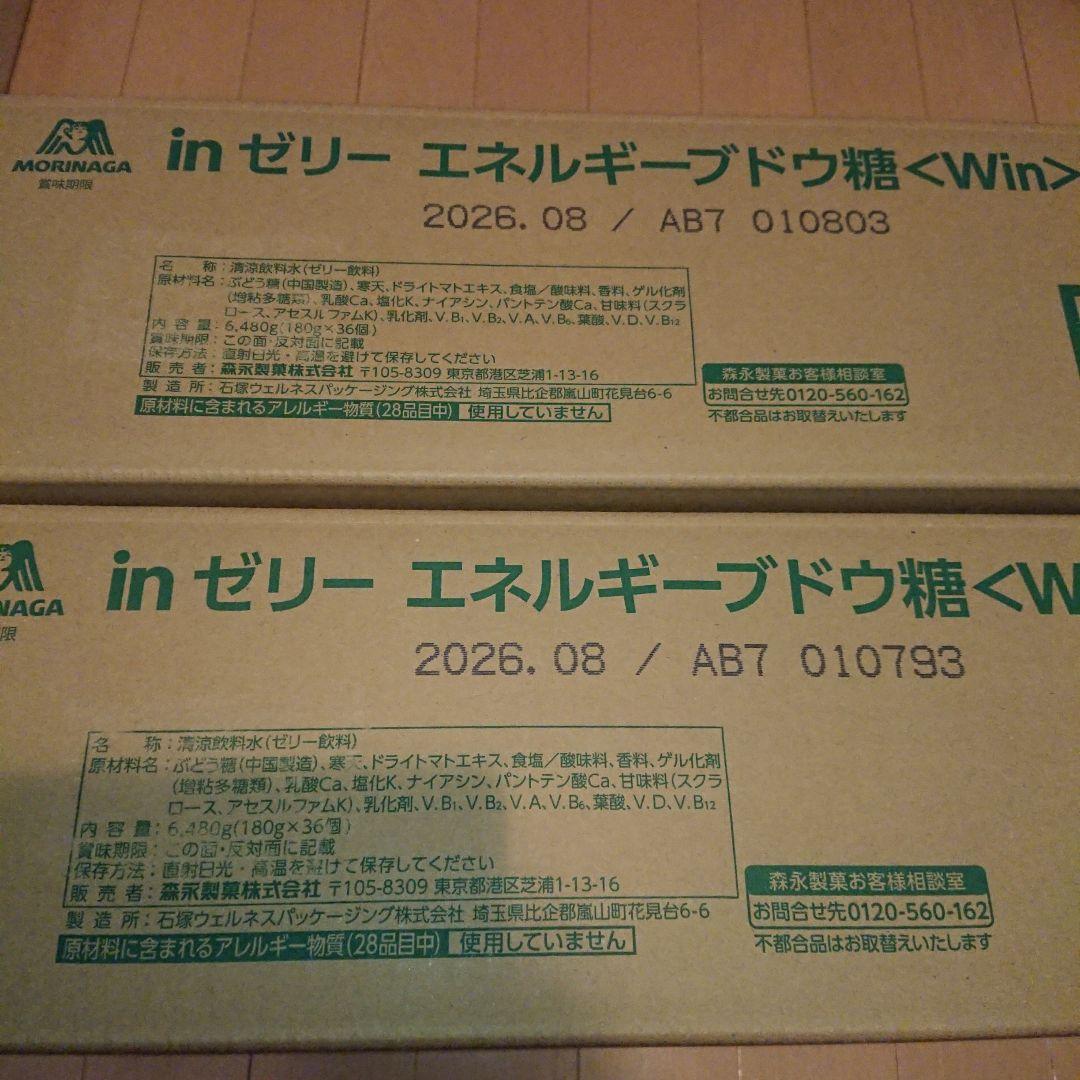 MORINAGA
賞味期限
in ゼリー エネルギーブドウ糖<Win>
2026.08 / AB7 010803
名 称:清涼飲料水(ゼリー飲料)
原材料名:ぶどう糖(中国製造)、寒天、ドライトマトエキス、食塩/酸味料、香料、ゲル化剤
(増粘多糖類)、乳酸Ca、塩化K、ナイアシン、パントテン酸Ca、甘味料(スクラ
ロース、アセスルファムK)、乳化剤、V.B₁、V.B₂、V.A、V.B₆、葉酸、V.D、V.B₁₂
内 容 量:6,480g(180g×36個)
賞味期限:この面・反対面に記載
保存方法:直射日光・高温を避けて保存してください
販 売 者:森永製菓株式会社 〒105-8309 東京都港区芝浦1-13-16
製 造 所:石塚ウェルネスパッケージング株式会社 埼玉県比企郡嵐山町花見台6-6
原材料に含まれるアレルギー物質(28品目中) 使用していません
森永製菓お客様相談室
お問合せ先0120-560-162
不都合品はお取替えいたします
NAGA
限
in ゼリー エネルギーブドウ糖<W
2026.08 / AB7 010793
名 称:清涼飲料水(ゼリー飲料)
原材料名:ぶどう糖(中国製造)、寒天、ドライトマトエキス、食塩/酸味料、香料、ゲル化剤
(増粘多糖類)、乳酸Ca、塩化K、ナイアシン、パントテン酸Ca、甘味料(スクラ
ロース、アセスルファムK)、乳化剤、V.B₁、V.B₂、V.A、V.B₆、葉酸、V.D、V.B₁₂
内 容 量:6,480g(180g×36個)
賞味期限:この面・反対面に記載
保存方法:直射日光・高温を避けて保存してください
販 売 者:森永製菓株式会社 〒105-8309 東京都港区芝浦1-13-16
製 造 所:石塚ウェルネスパッケージング株式会社 埼玉県比企郡嵐山町花見台6-6
原材料に含まれるアレルギー物質(28品目中) 使用していません
森永製菓お客様相談室
お問合せ先0120-560-162
不都合品はお取替えいたします